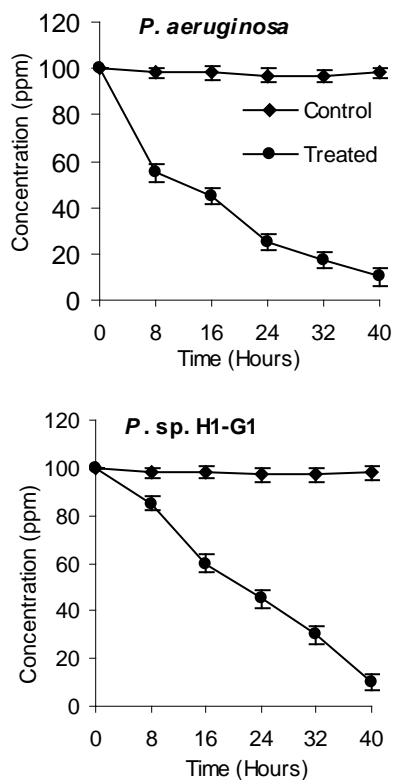 P. aeruginosa
Concentration (ppm)
120
100
80
60
40
20
0
Control
Treated
0 8 16 24 32 40
Time (Hours)
P. sp. H1-G1
Concentration (ppm)
120
100
80
60
40
20
0
0 8 16 24 32 40
Time (Hours)